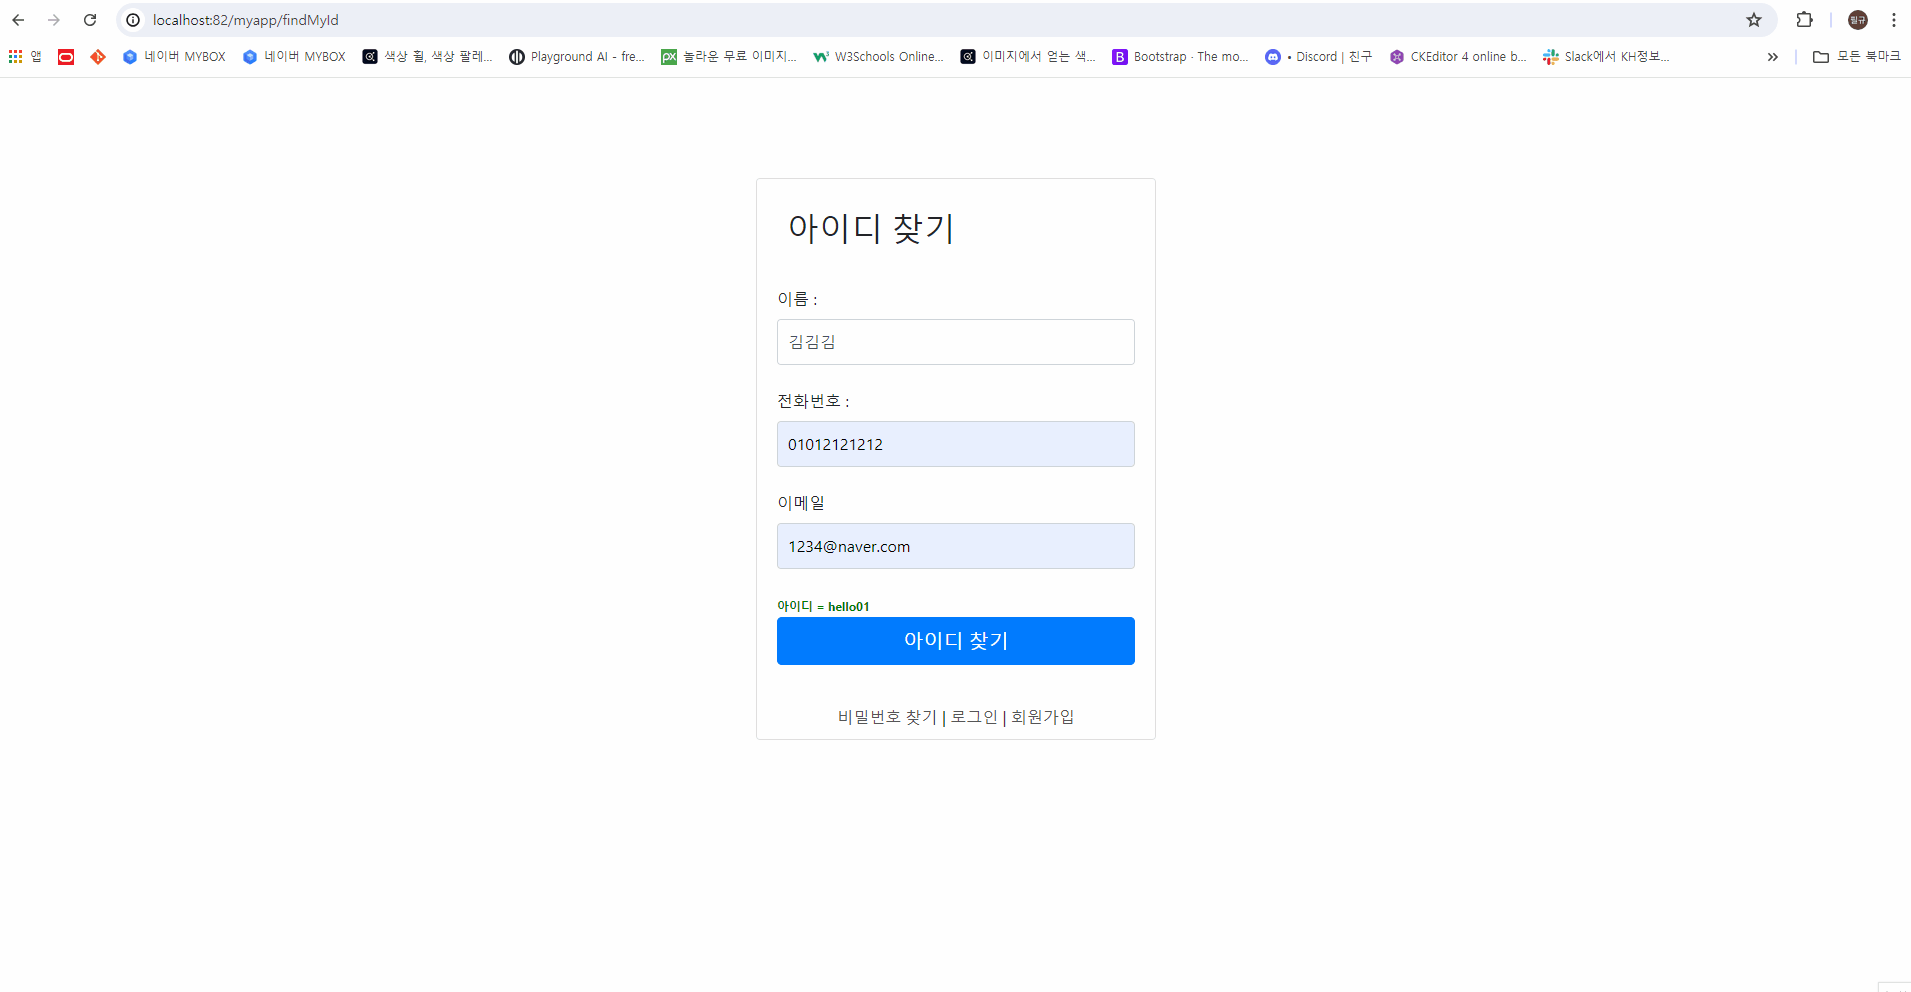 localhost:82/myapp/findMyId
앱 네이버 MYBOX 네이버 MYBOX 색상 휠, 색상 팔레... Playground AI - fre... px 놀라운 무료 이미지... W3Schools Online... 이미지에서 얻는 색... B Bootstrap · The mo... • Discord | 친구 CKEditor 4 online b... Slack에서 KH정보... » 모든 북마크
아이디 찾기
이름 :
김김김
전화번호 :
01012121212
이메일
1234@naver.com
아이디 = hello01
아이디 찾기
비밀번호 찾기 | 로그인 | 회원가입